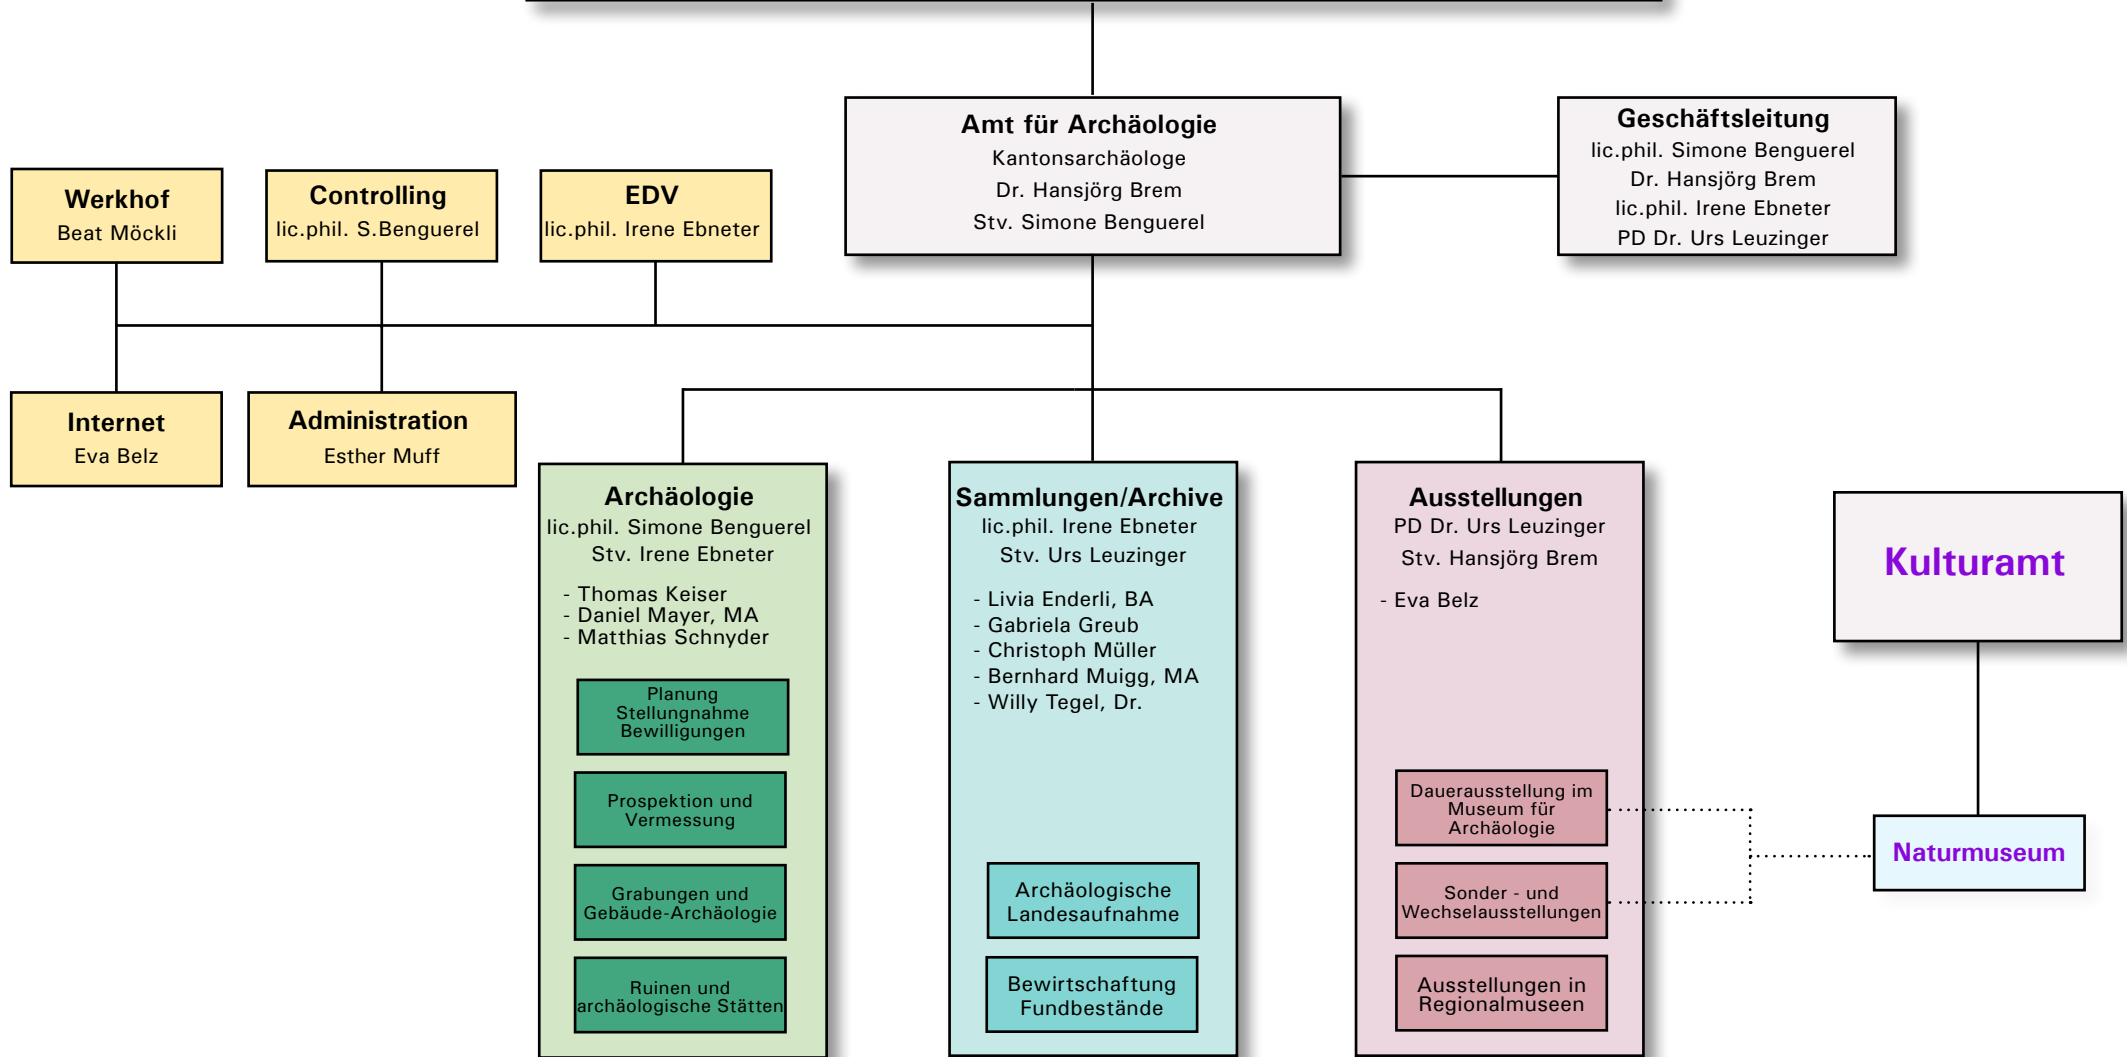 Amt für Archäologie
Kantonsarchäologe
Dr. Hansjörg Brem
Stv. Simone Benguerel
Geschäftsleitung
lic.phil. Simone Benguerel
Dr. Hansjörg Brem
lic.phil. Irene Ebneter
PD Dr. Urs Leuzinger
Werkhof
Beat Möckli
Controlling
lic.phil. S.Benguerel
EDV
lic.phil. Irene Ebneter
Internet
Eva Belz
Administration
Esther Muff
Archäologie
lic.phil. Simone Benguerel
Stv. Irene Ebneter
- Thomas Keiser
- Daniel Mayer, MA
- Matthias Schnyder
Planung
Stellungnahme
Bewilligungen
Prospektion und
Vermessung
Grabungen und
Gebäude-Archäologie
Ruinen und
archäologische Stätten
Sammlungen/Archive
lic.phil. Irene Ebneter
Stv. Urs Leuzinger
- Livia Enderli, BA
- Gabriela Greub
- Christoph Müller
- Bernhard Muigg, MA
- Willy Tegel, Dr.
Archäologische
Landesaufnahme
Bewirtschaftung
Fundbestände
Ausstellungen
PD Dr. Urs Leuzinger
Stv. Hansjörg Brem
- Eva Belz
Dauerausstellung im
Museum für
Archäologie
Sonder - und
Wechselausstellungen
Ausstellungen in
Regionalmuseen
Kulturamt
Naturmuseum